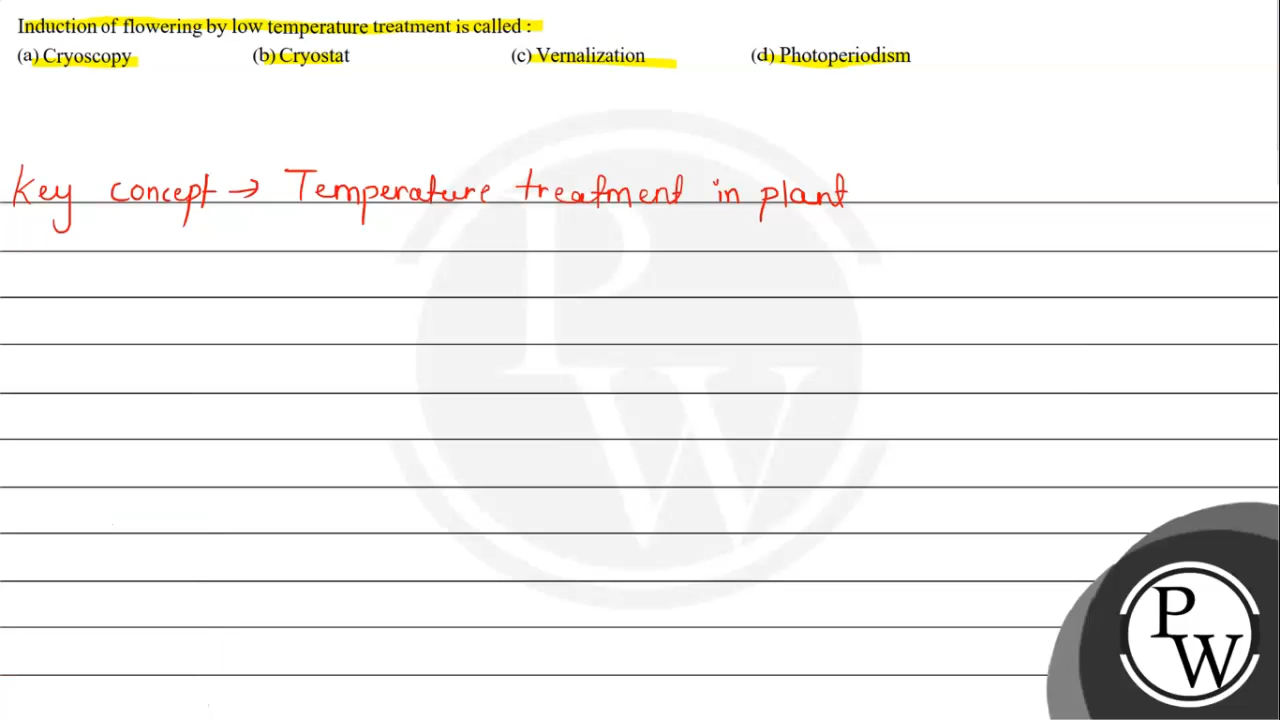 Induction of flowering by low temperature treatment is called :
(a) Cryoscopy (b) Cryostat (c) Vernalization (d) Photoperiodism
Key concept → Temperature treatment in plant
P
W
P
W